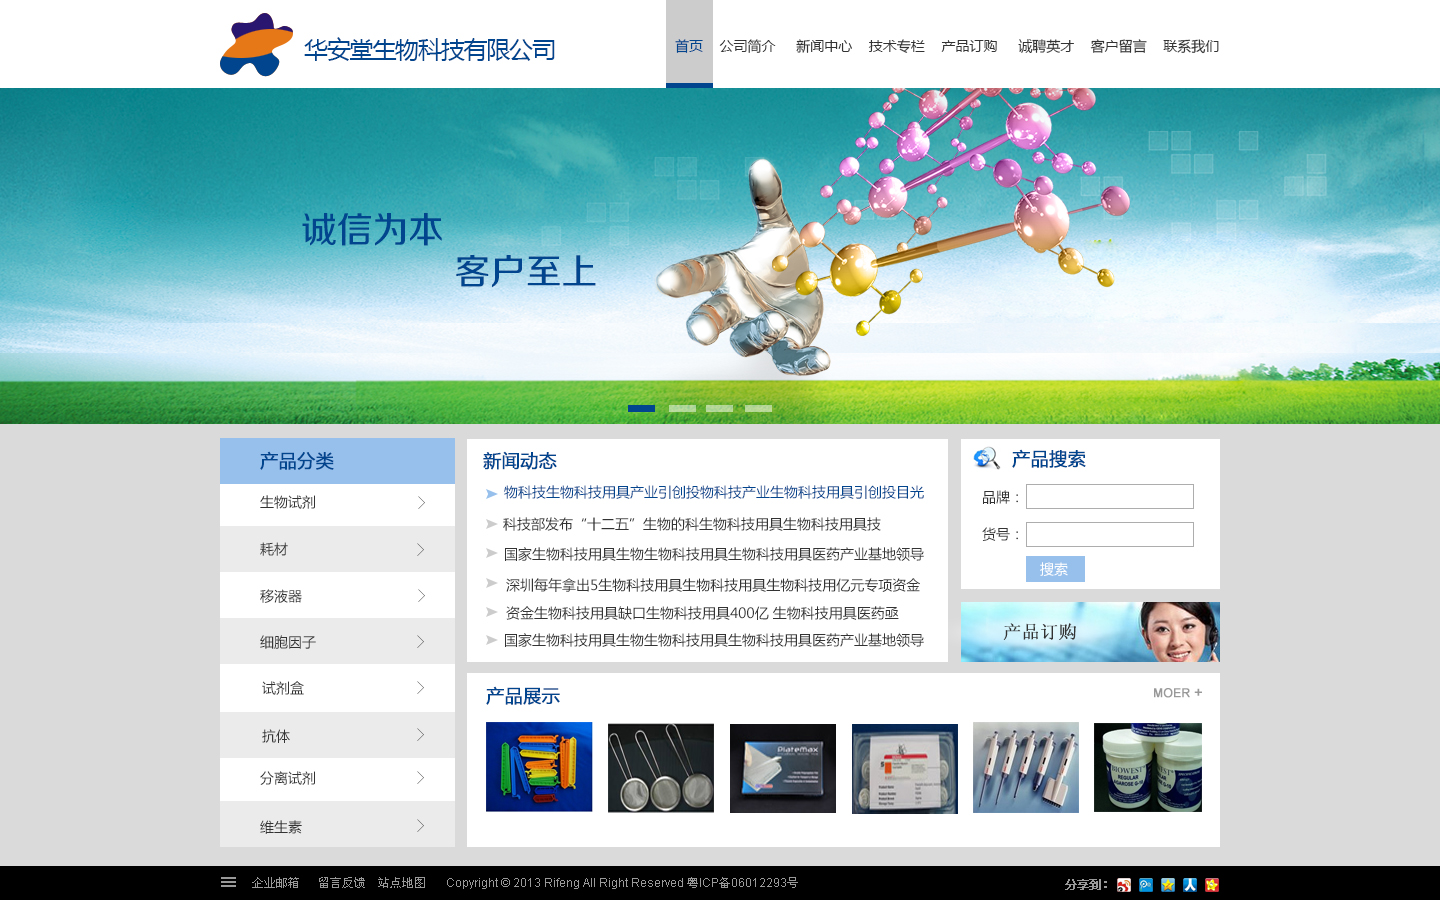 华安堂生物科技有限公司
首页 公司简介 新闻中心 技术专栏 产品订购 诚聘英才 客户留言 联系我们
诚信为本
客户至上
产品分类
生物试剂
耗材
移液器
细胞因子
试剂盒
抗体
分离试剂
维生素
新闻动态
物科技生物科技用具产业引创投物科技产业生物科技用具引创投目光
科技部发布“十二五”生物的科生物科技用具生物科技用具技
国家生物科技用具生物生物科技用具生物科技用具医药产业基地领导
深圳每年拿出5生物科技用具生物科技用具生物科技用亿元专项资金
资金生物科技用具缺口生物科技用具400亿 生物科技用具医药亟
国家生物科技用具生物生物科技用具生物科技用具医药产业基地领导
产品搜索
品牌：
货号：
搜索
产品订购
产品展示
MOER +
PlateMax
BIOWEST
REGULAR
AGAROSE G-10
BIOWEST
REGULAR
AGAROSE G-10
企业邮箱 留言反馈 站点地图 Copyright © 2013 Rifeng All Right Reserved 粤ICP备06012293号
分享到：